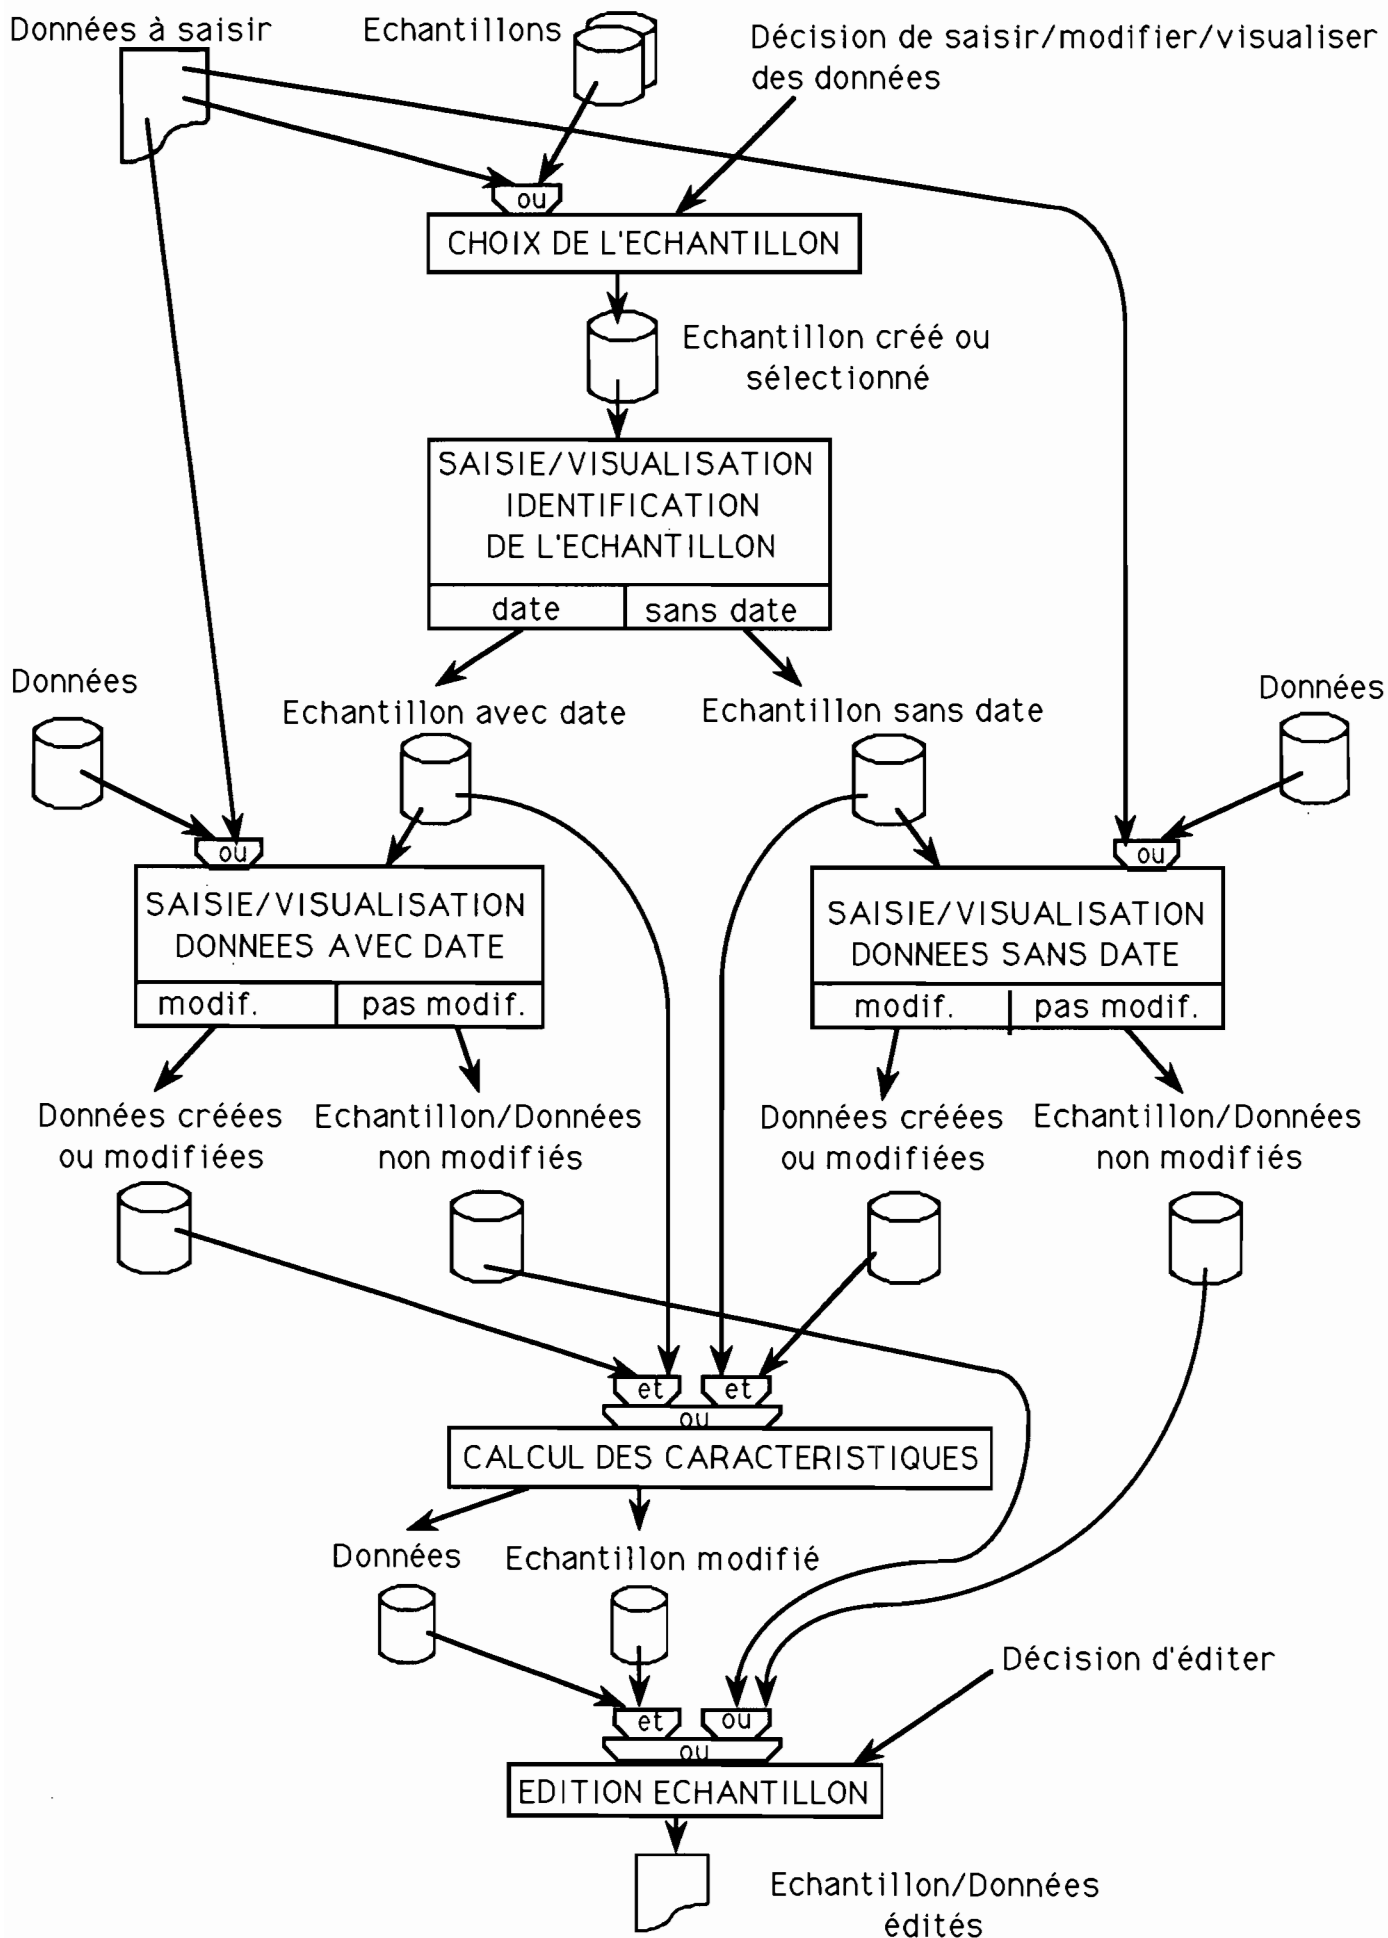 Données à saisir
Echantillons
Décision de saisir/modifier/visualiser
des données
ou
CHOIX DE L'ECHANTILLON
Echantillon créé ou
sélectionné
SAISIE/VISUALISATION
IDENTIFICATION
DE L'ECHANTILLON
date
sans date
Données
Echantillon avec date
Echantillon sans date
Données
ou
ou
SAISIE/VISUALISATION
DONNEES AVEC DATE
modif.
pas modif.
SAISIE/VISUALISATION
DONNEES SANS DATE
modif.
pas modif.
Données créées
ou modifiées
Echantillon/Données
non modifiés
Données créées
ou modifiées
Echantillon/Données
non modifiés
et
et
ou
CALCUL DES CARACTERISTIQUES
Données
Echantillon modifié
Décision d'éditer
et
ou
ou
EDITION ECHANTILLON
Echantillon/Données
édités